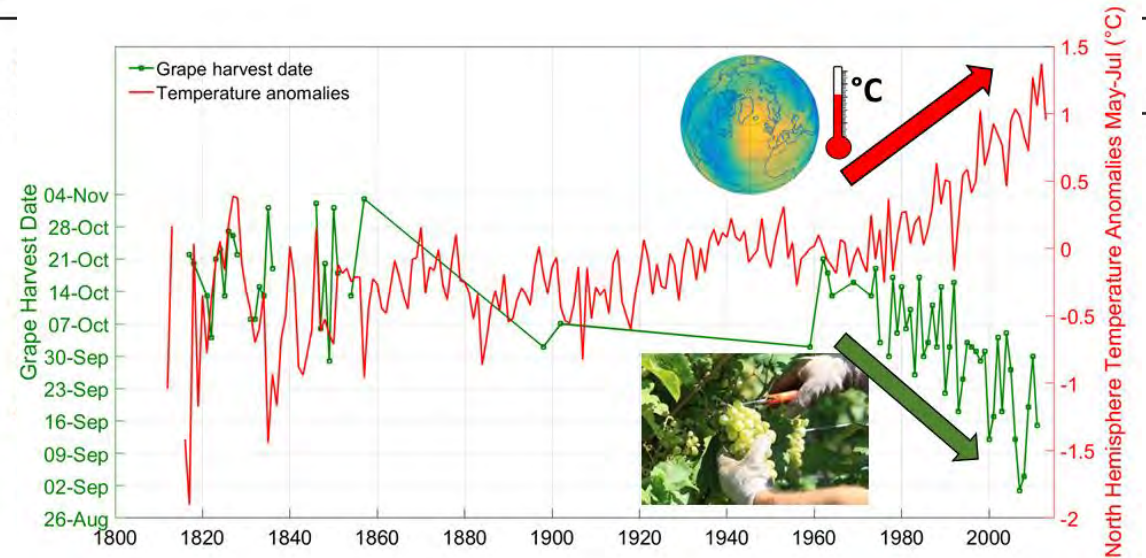 Grape harvest date
Temperature anomalies
°C
Grape Harvest Date
04-Nov
28-Oct
21-Oct
14-Oct
07-Oct
30-Sep
23-Sep
16-Sep
09-Sep
02-Sep
26-Aug
1800
1820
1840
1860
1880
1900
1920
1940
1960
1980
2000
1.5
1
0.5
0
-0.5
-1
-1.5
-2
North Hemisphere Temperature Anomalies May-Jul (°C)